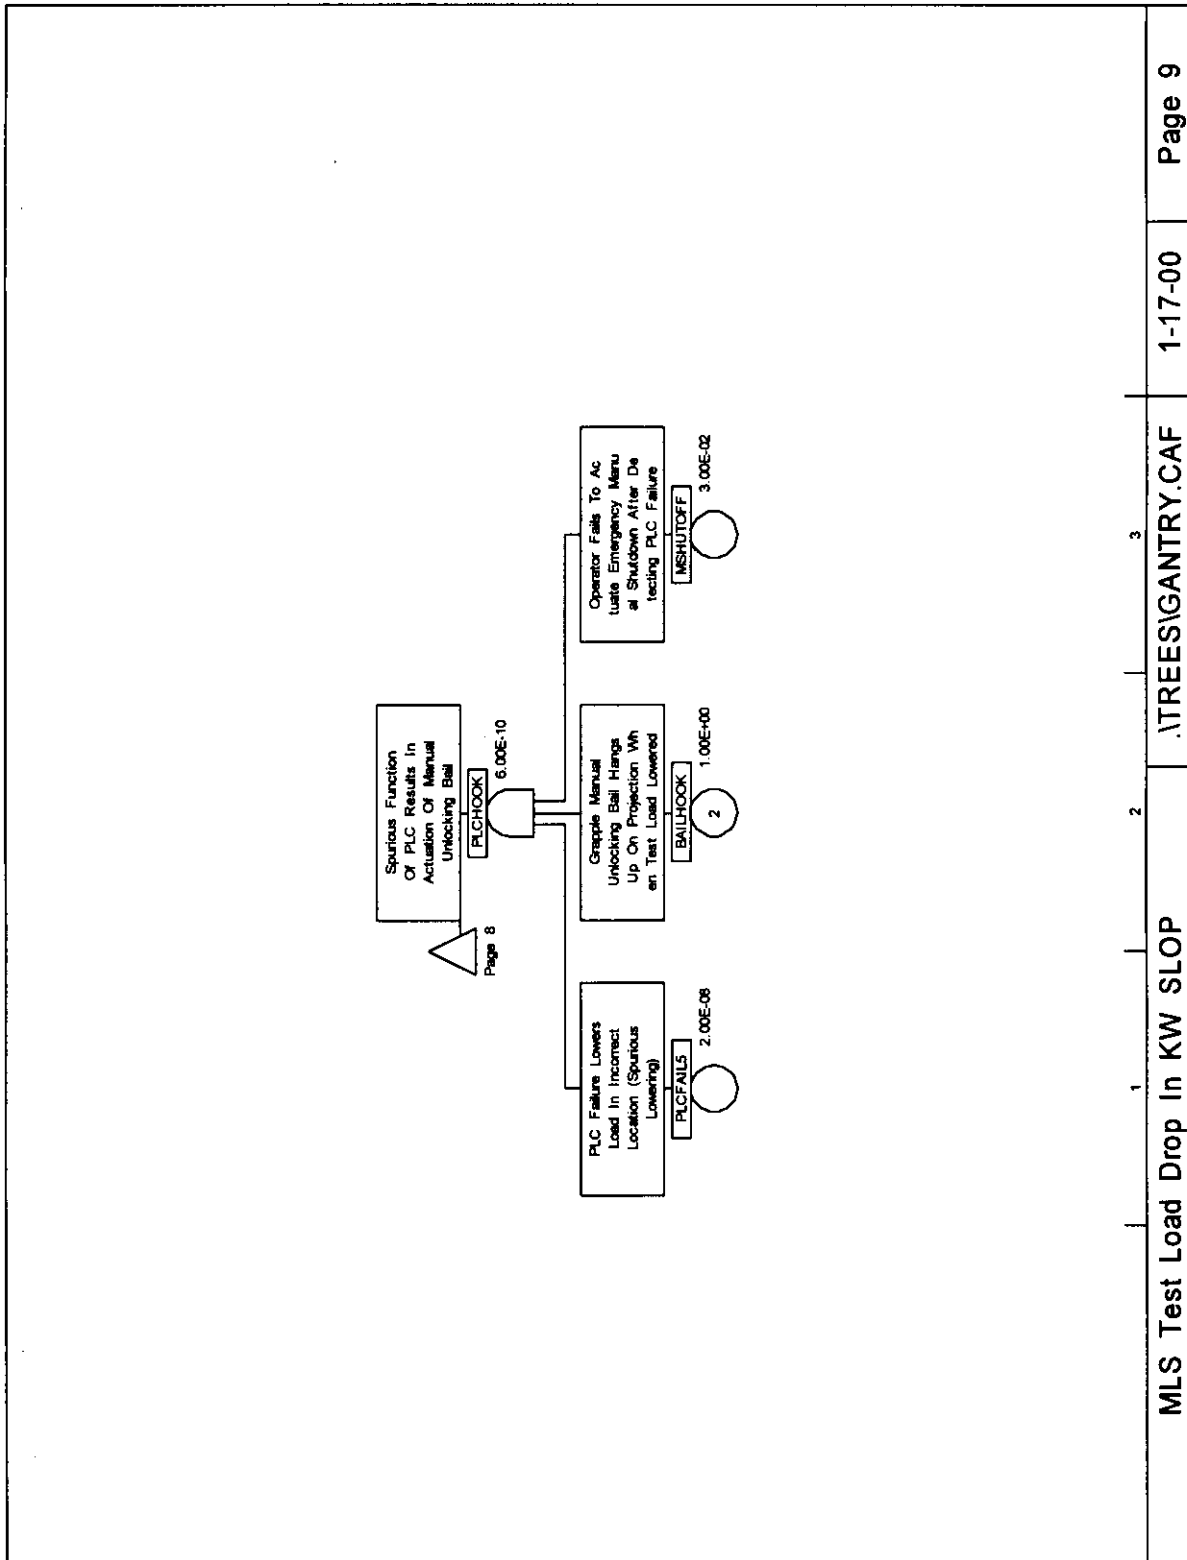 Spurious Function
Of PLC Results In
Actuation Of Manual
Unlocking Bail
PLCHOOK
6.00E-10
Page 8
PLC Failure Lowers
Load In Incorrect
Location (Spurious
Lowering)
PLCFAIL5
2.00E-08
Grapple Manual
Unlocking Bail Hangs
Up On Projection Wh
en Test Load Lowered
BAILHOOK
1.00E+00
2
Operator Fails To Ac
tuate Emergency Manu
al Shutdown After De
tecting PLC Failure
MSHUTOFF
3.00E-02
1
2
3
MLS Test Load Drop In KW SLOP
.\TREES\GANTRY.CAF
1-17-00
Page 9